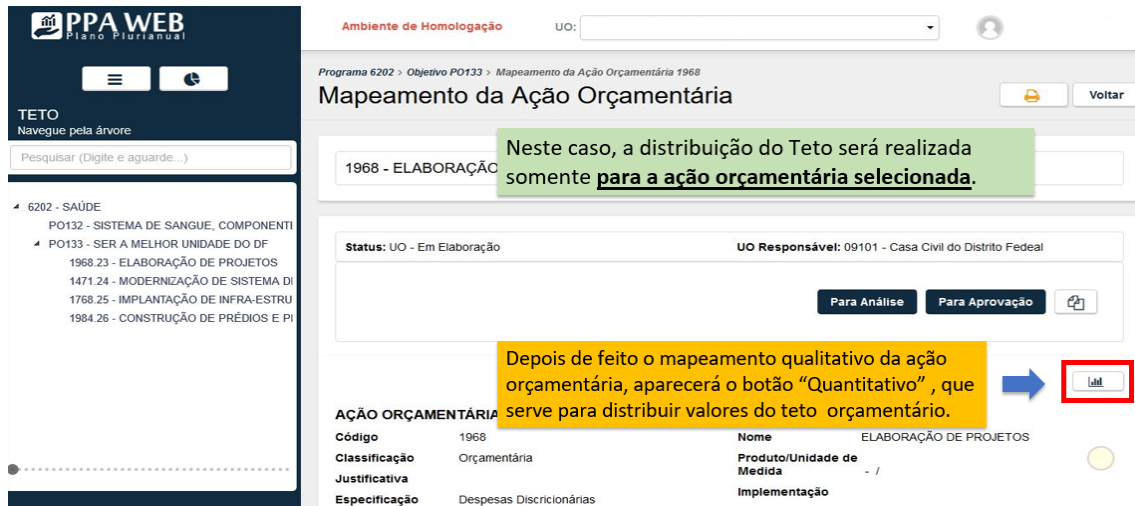 PPA WEB
Plano Plurianual
TETO
Navegue pela árvore
Pesquisar (Digite e aguarde...)
6202 - SAÚDE
PO132 - SISTEMA DE SANGUE, COMPONENT
PO133 - SER A MELHOR UNIDADE DO DF
1968.23 - ELABORAÇÃO DE PROJETOS
1471.24 - MODERNIZAÇÃO DE SISTEMA D
1768.25 - IMPLANTAÇÃO DE INFRA-ESTRU
1984.26 - CONSTRUÇÃO DE PRÉDIOS E P
Ambiente de Homologação UO:
Programa 6202 > Objetivo PO133 > Mapeamento da Ação Orçamentária 1968
Mapeamento da Ação Orçamentária
Voltar
1968 - ELABORAÇÃO
Neste caso, a distribuição do Teto será realizada
somente para a ação orçamentária selecionada.
Status: UO - Em Elaboração UO Responsável: 09101 - Casa Civil do Distrito Fedeal
Para Análise Para Aprovação
Depois de feito o mapeamento qualitativo da ação
orçamentária, aparecerá o botão “Quantitativo” , que
serve para distribuir valores do teto orçamentário.
AÇÃO ORÇAMENTÁRIA
Código 1968 Nome ELABORAÇÃO DE PROJETOS
Classificação Orçamentária Produto/Unidade de
Medida - /
Justificativa
Implementação
Especificação Despesas Discricionárias